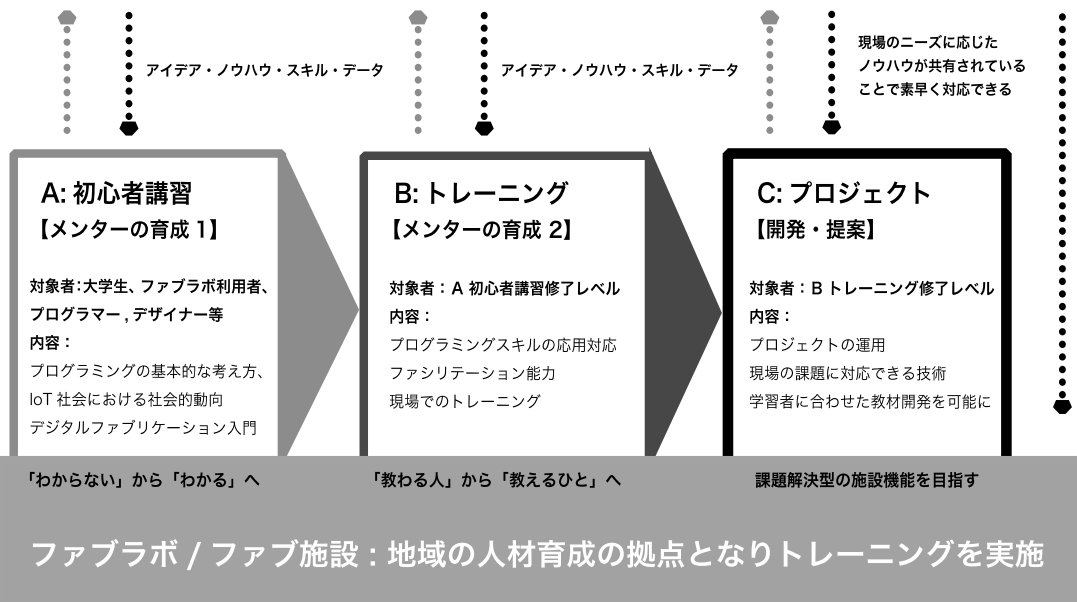 アイデア・ノウハウ・スキル・データ
アイデア・ノウハウ・スキル・データ
現場のニーズに応じた
ノウハウが共有されている
ことで素早く対応できる
A: 初心者講習
【メンターの育成 1】
対象者：大学生、ファブラボ利用者、
プログラマー , デザイナー等
内容：
プログラミングの基本的な考え方、
IoT 社会における社会的動向
デジタルファブリケーション入門
「わからない」から「わかる」へ
B: トレーニング
【メンターの育成 2】
対象者： A 初心者講習修了レベル
内容：
プログラミングスキルの応用対応
ファシリテーション能力
現場でのトレーニング
「教わる人」から「教えるひと」へ
C: プロジェクト
【開発・提案】
対象者： B トレーニング修了レベル
内容：
プロジェクトの運用
現場の課題に対応できる技術
学習者に合わせた教材開発を可能に
課題解決型の施設機能を目指す
ファブラボ / ファブ施設 : 地域の人材育成の拠点となりトレーニングを実施